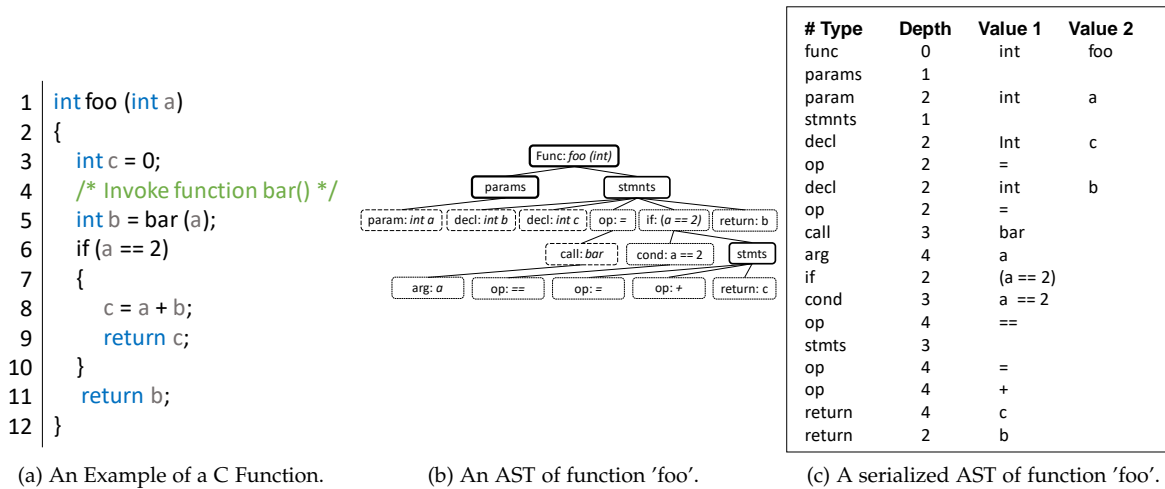 1 int foo (int a)
2 {
3 int c = 0;
4 /* Invoke function bar() */
5 int b = bar (a);
6 if (a == 2)
7 {
8 c = a + b;
9 return c;
10 }
11 return b;
12 }
(a) An Example of a C Function.
Func: foo (int)
params stmnts
param: int a decl: int b decl: int c op: = if: (a == 2) return: b
call: bar cond: a == 2 stmts
arg: a op: == op: = op: + return: c
(b) An AST of function 'foo'.
# Type Depth Value 1 Value 2
func 0 int foo
params 1
param 2 int a
stmnts 1
decl 2 Int c
op 2 =
decl 2 int b
op 2 =
call 3 bar
arg 4 a
if 2 (a == 2)
cond 3 a == 2
op 4 ==
stmts 3
op 4 =
op 4 +
return 4 c
return 2 b
(c) A serialized AST of function 'foo'.